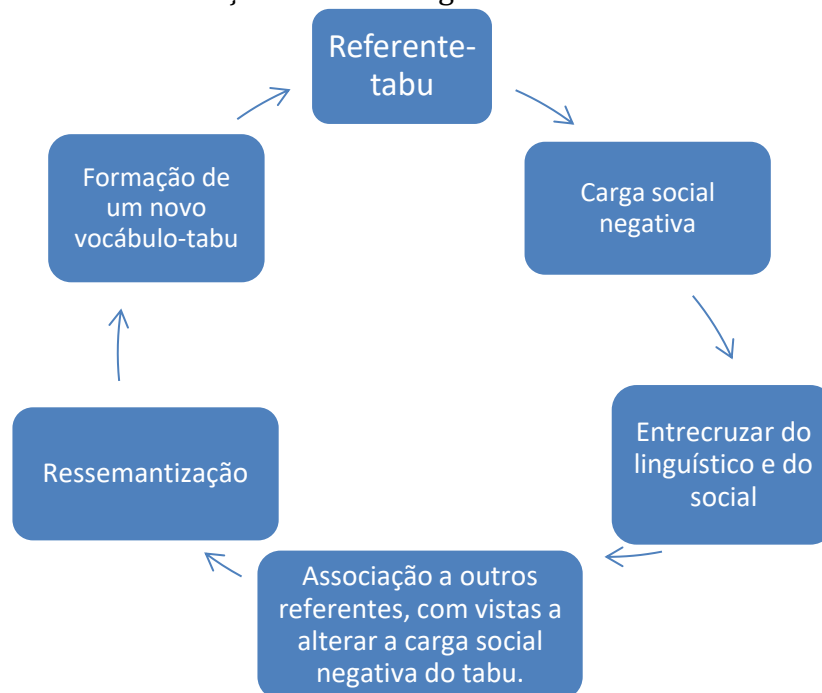 Referente-
tabu
Carga social
negativa
Entrecruzar do
linguístico e do
social
Associação a outros
referentes, com vistas a
alterar a carga social
negativa do tabu.
Ressemantização
Formação de
um novo
vocábulo-tabu